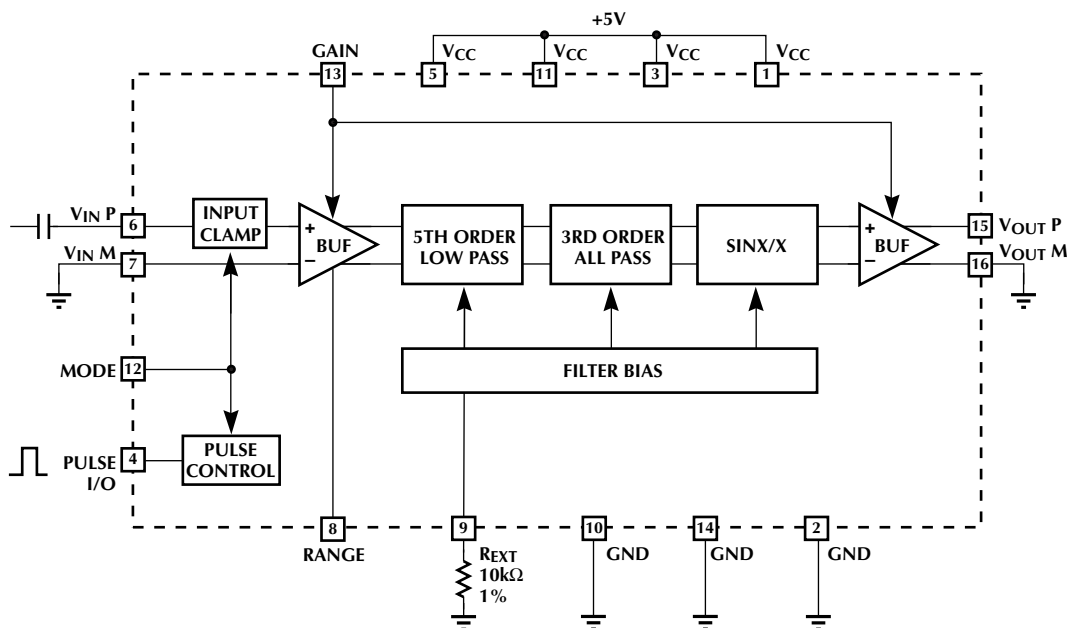 +5V
GAIN
VCC
VCC
VCC
VCC
13
5
11
3
1
VIN P
6
INPUT
CLAMP
+
BUF
–
5TH ORDER
LOW PASS
3RD ORDER
ALL PASS
SINX/X
+
BUF
–
15
VOUT P
VIN M
7
16
VOUT M
MODE
12
FILTER BIAS
PULSE
I/O
4
PULSE
CONTROL
8
9
10
14
2
RANGE
REXT
10kΩ
1%
GND
GND
GND